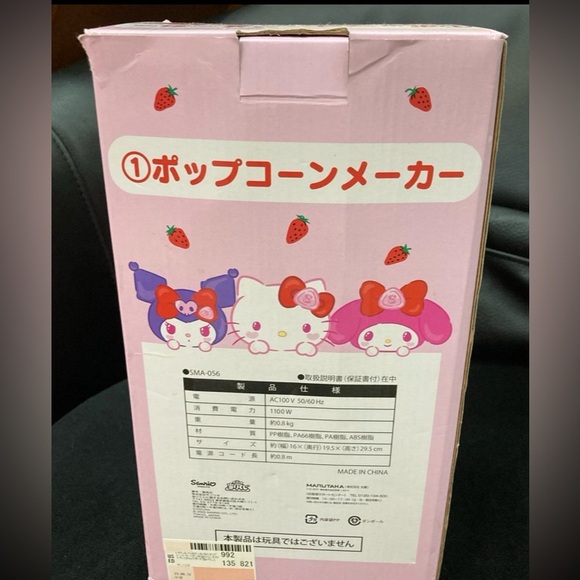 ①ポップコーンメーカー
S
S
●SMA-056
●取扱説明書(保証書付)在中
製品仕様
電源 AC100V 50/60Hz
消費電力 1100W
重量 約0.8kg
材質 PP樹脂, PA66樹脂, PA樹脂, ABS樹脂
サイズ 約(幅)16×(奥行)19.5×(高さ)29.5cm
電源コード長 約0.8m
MADE IN CHINA
Sanrio
MARUTAKA
本製品は玩具ではございません
992
135 821